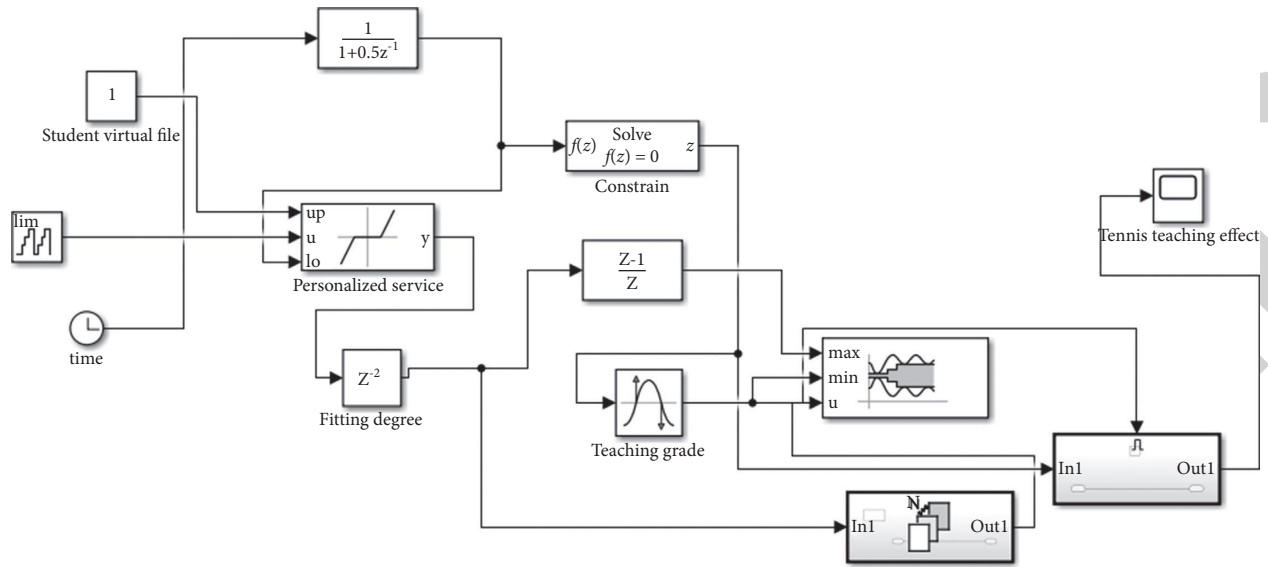 1
1+0.5z-1
1
Student virtual file
f(z)
Solve
f(z) = 0
z
Constrain
lim
up
u
lo
y
Personalized service
Tennis teaching effect
Z-1
Z
time
max
min
u
Z-2
Fitting degree
Teaching grade
In1
Out1
N
In1
Out1